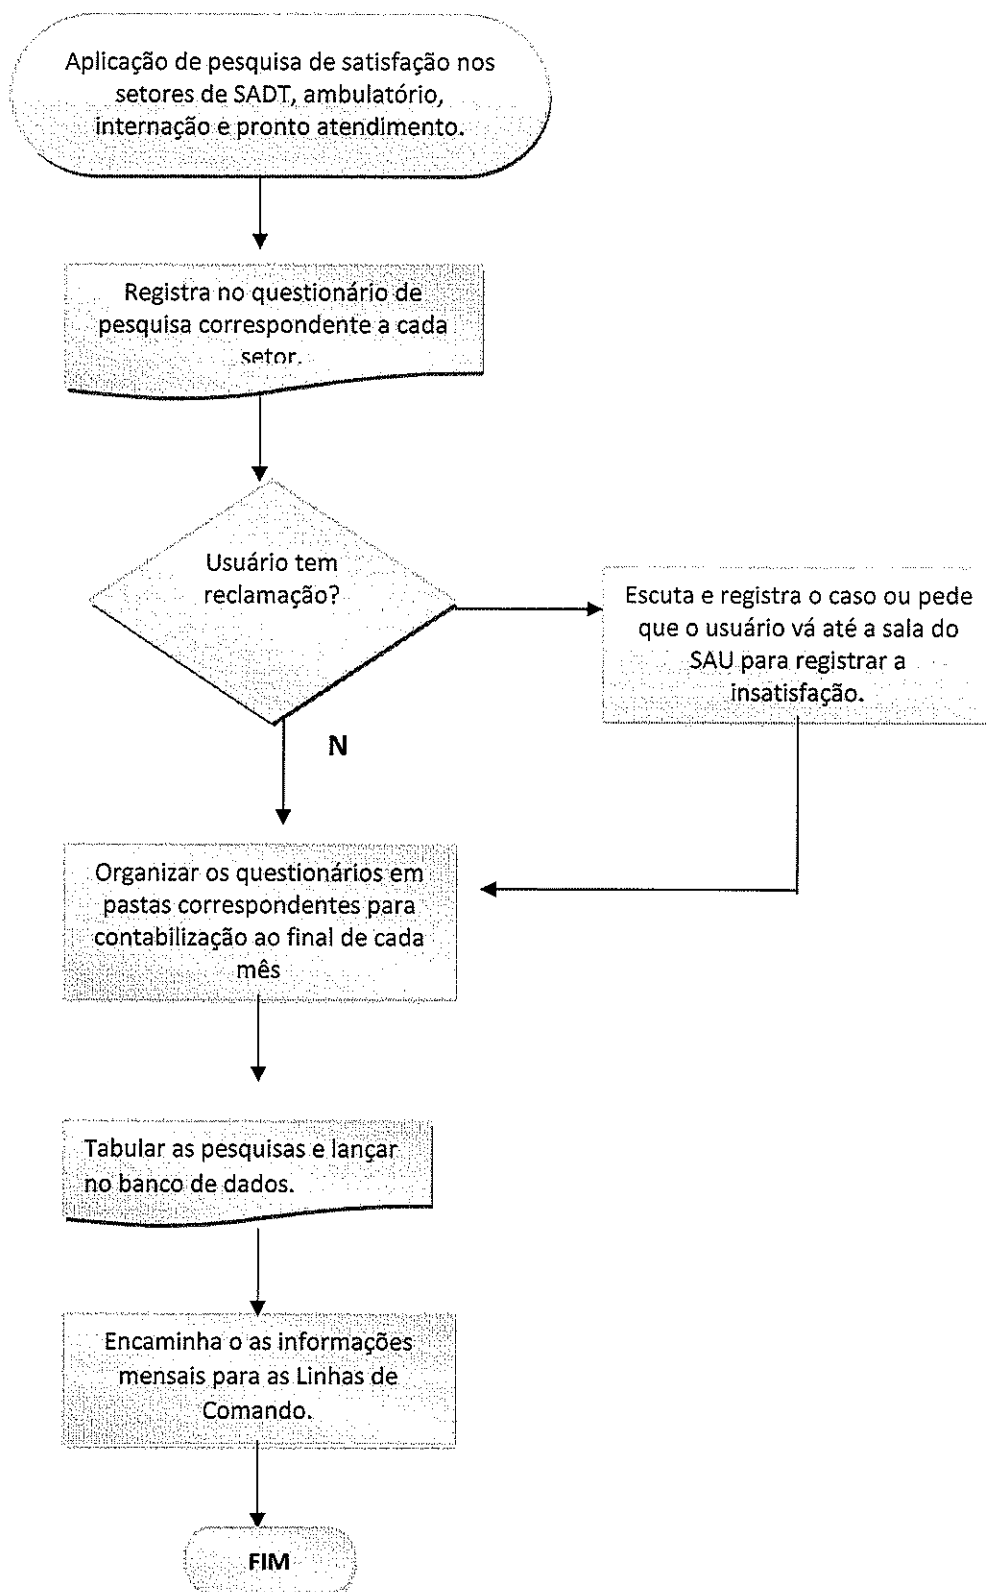 Aplicação de pesquisa de satisfação nos
setores de SADT, ambulatório,
internação e pronto atendimento.
Registra no questionário de
pesquisa correspondente a cada
setor.
Usuário tem
reclamação?
Escuta e registra o caso ou pede
que o usuário vá até a sala do
SAU para registrar a
insatisfação.
N
Organizar os questionários em
pastas correspondentes para
contabilização ao final de cada
mês
Tabular as pesquisas e lançar
no banco de dados.
Encaminha o as informações
mensais para as Linhas de
Comando.
FIM